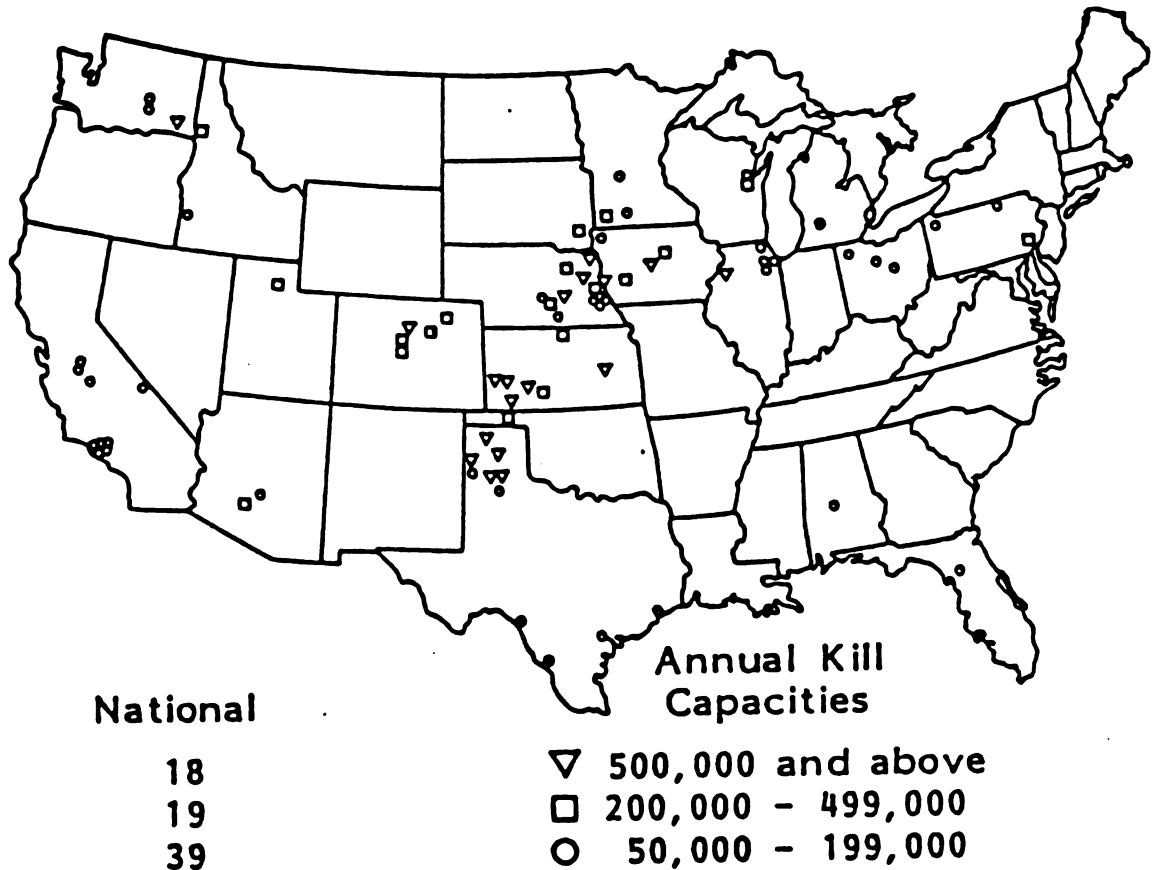 Annual Kill
Capacities
National
18 ▽ 500,000 and above
19 □ 200,000 - 499,000
39 ○ 50,000 - 199,000